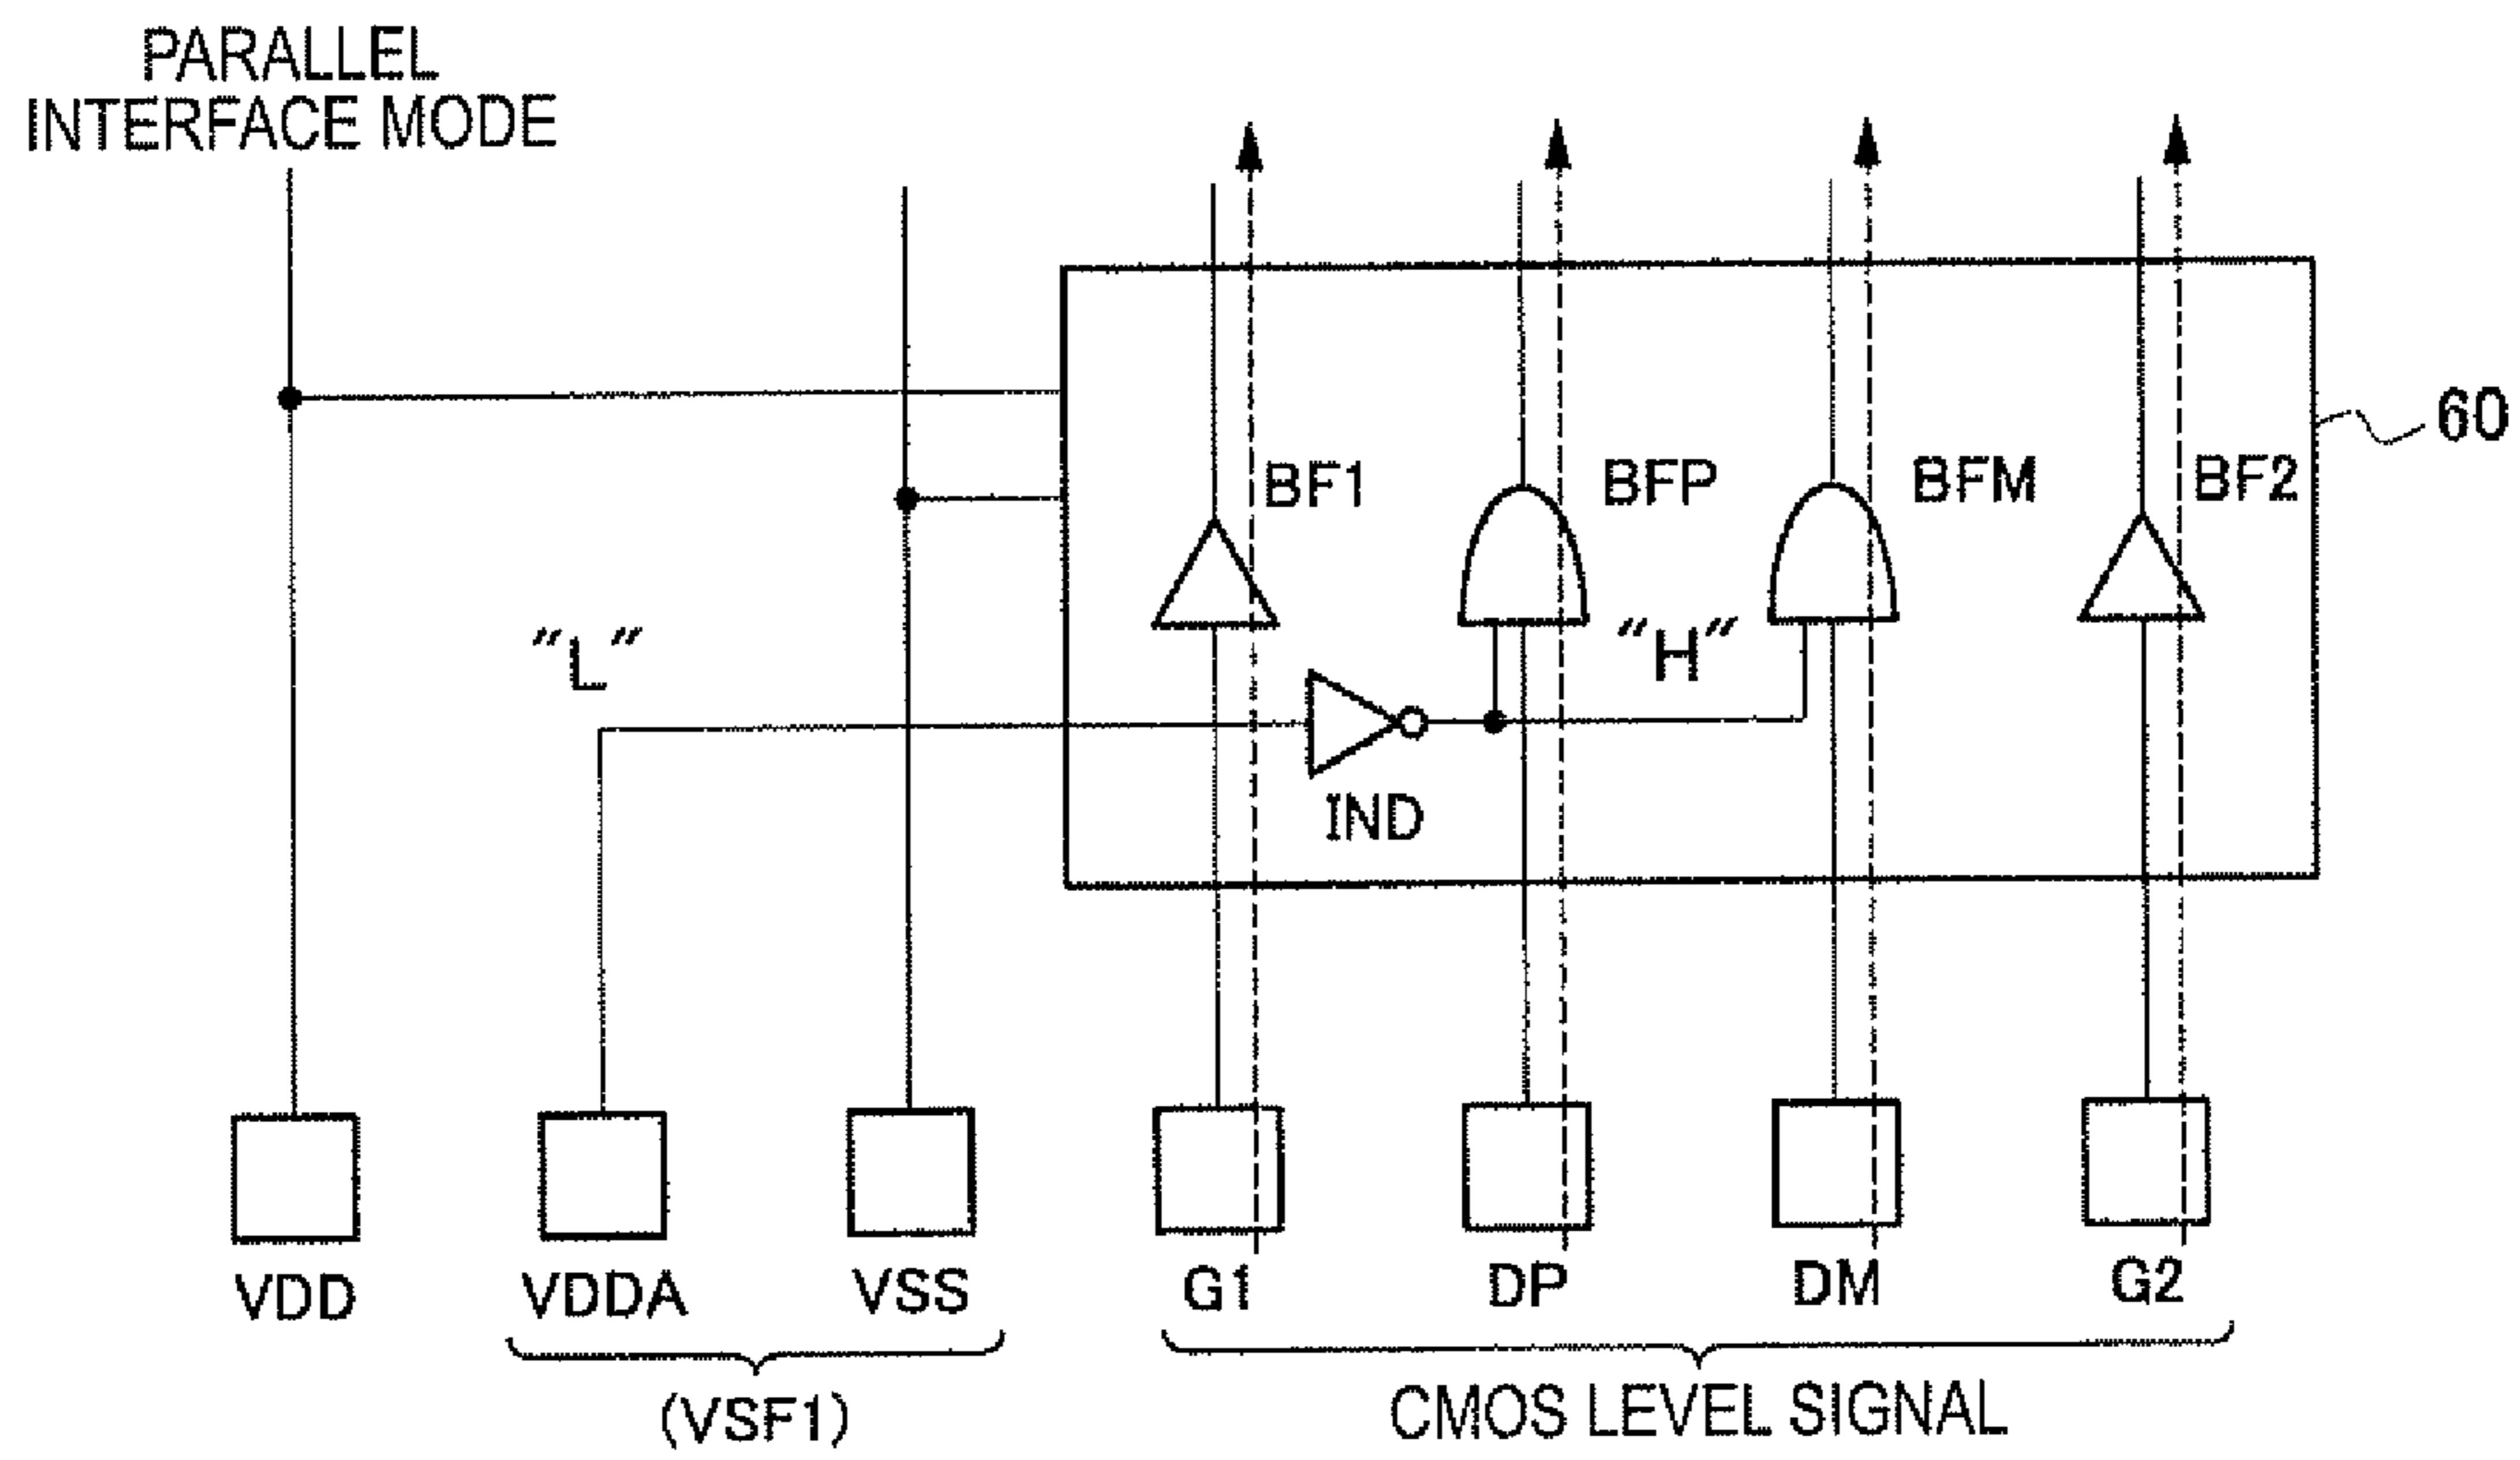 PARALLEL
INTERFACE MODE
60
BF1 BFP BFM BF2
"L" "H"
IND
VDD VDDA VSS G1 DP DM G2
(VSF1) CMOS LEVEL SIGNAL